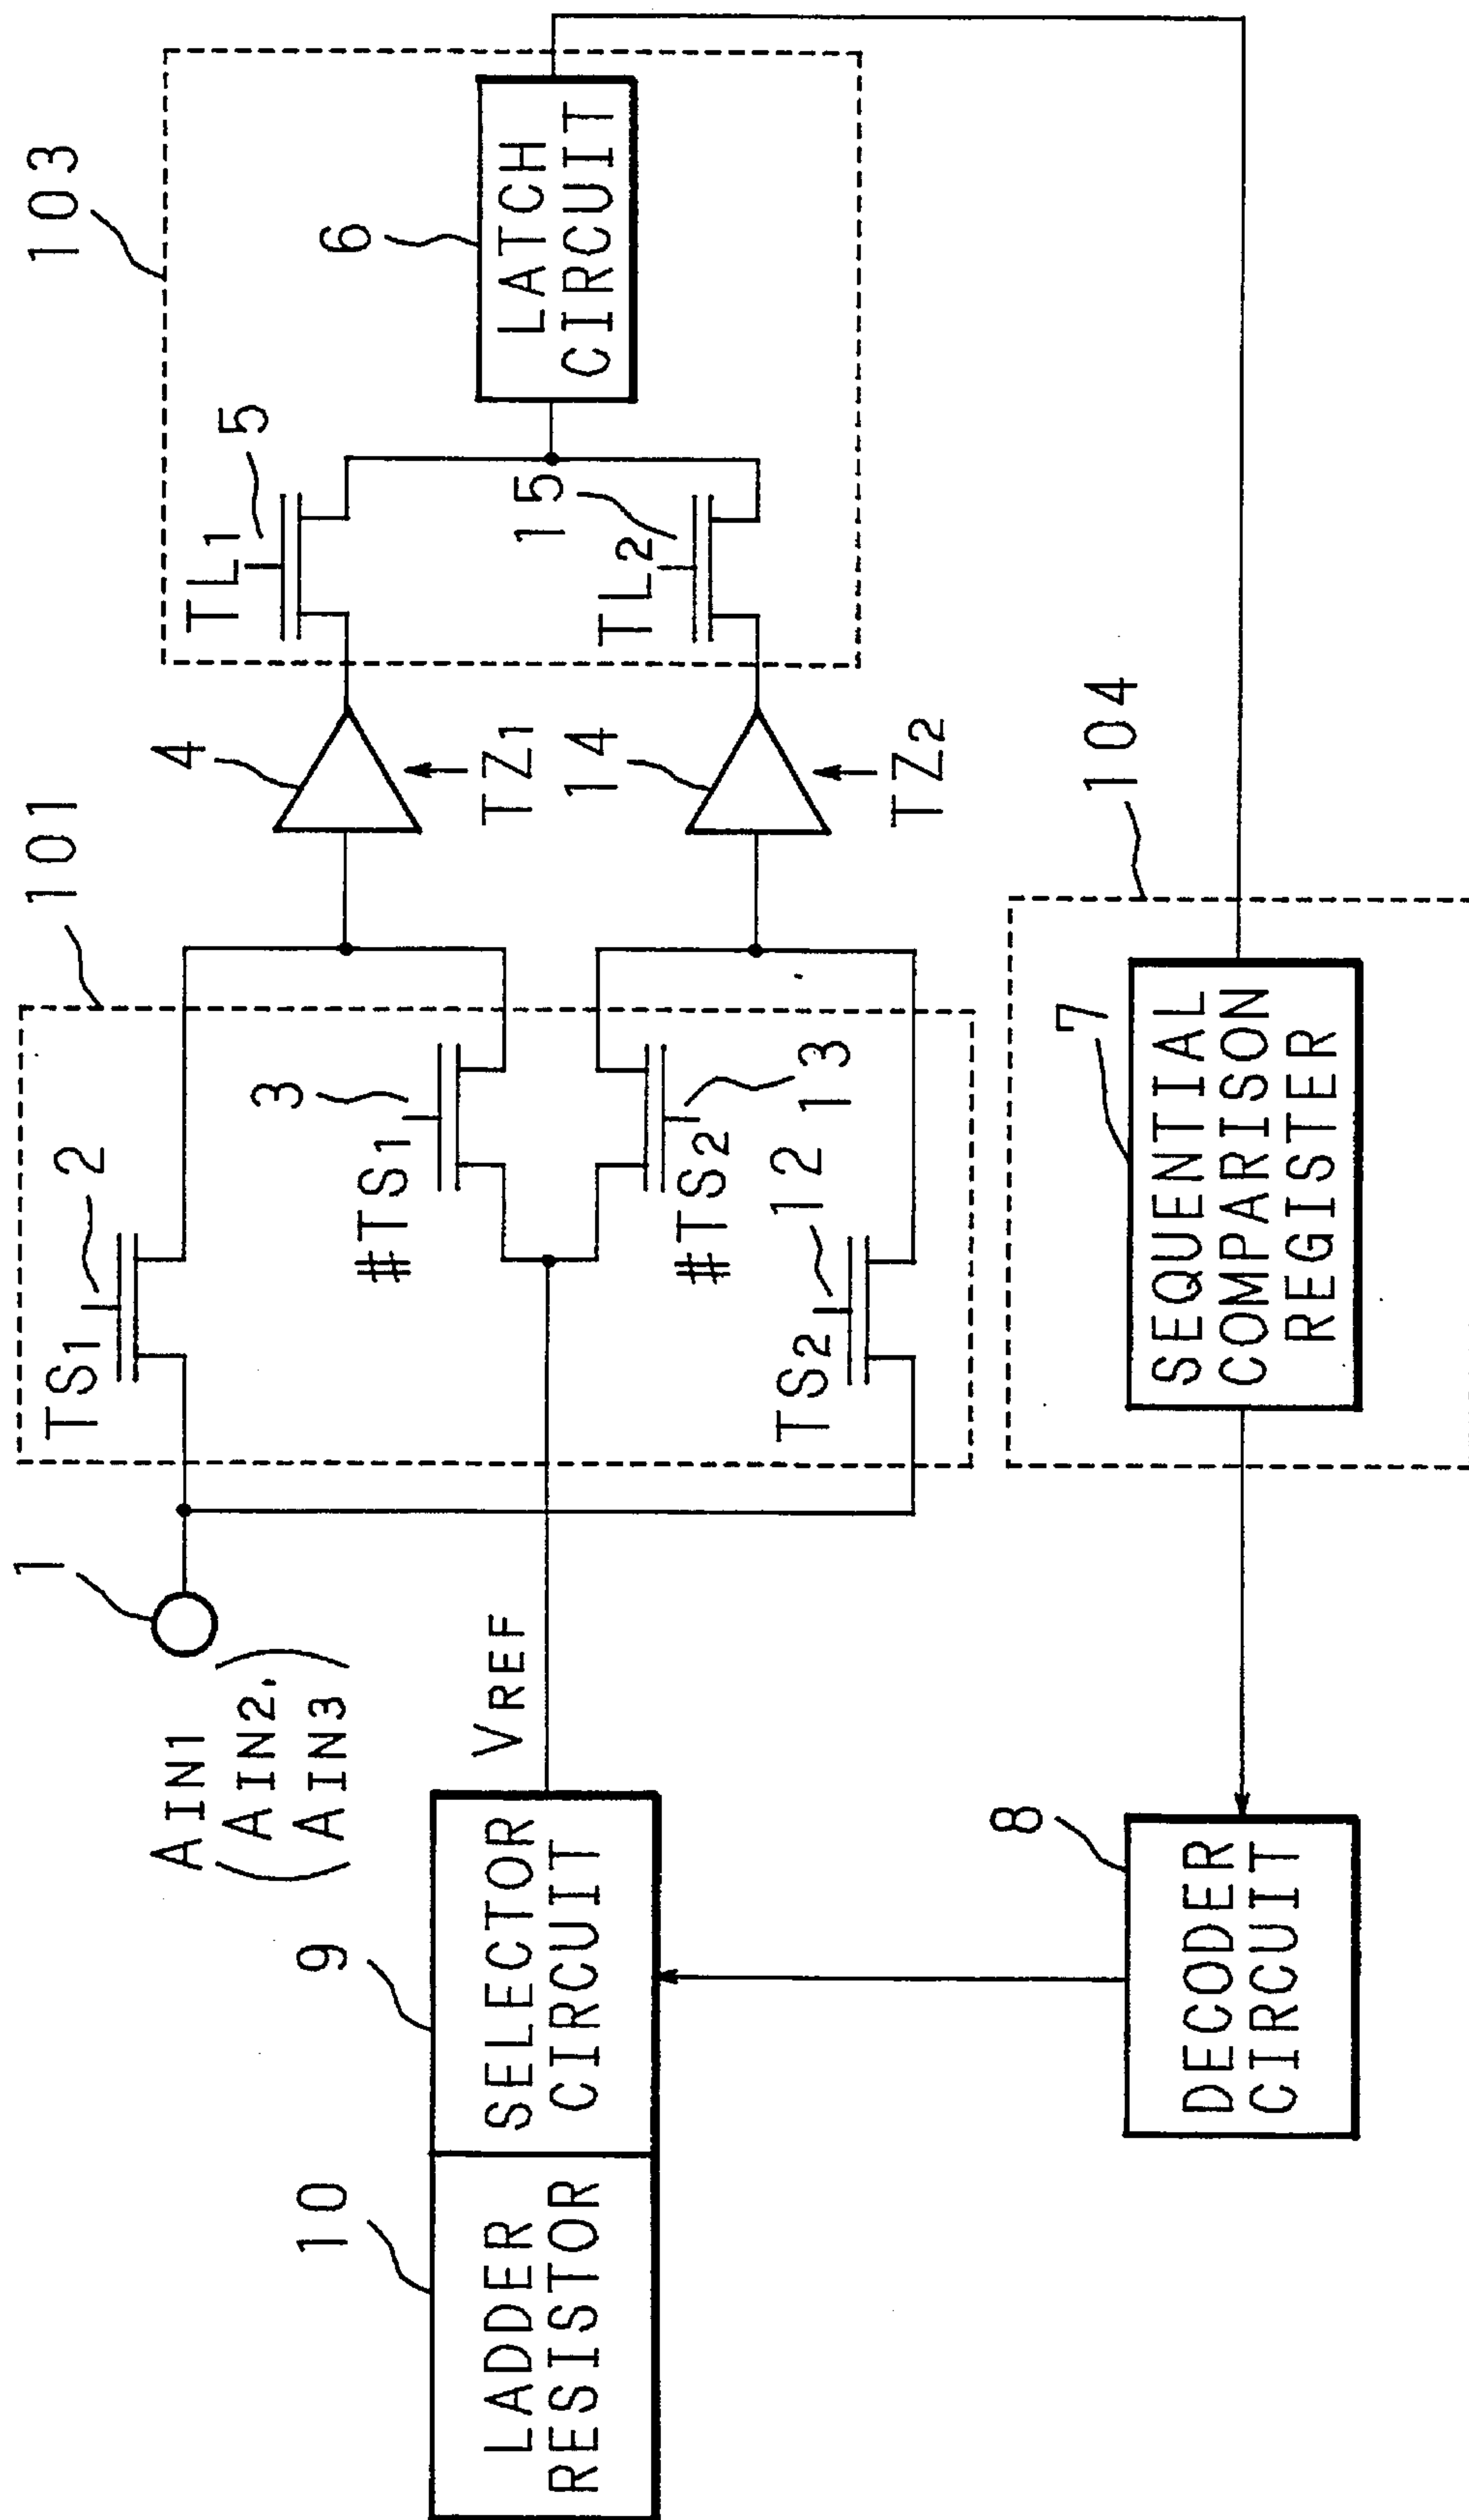 103
101
5
6
TL1
4
2
3
TS1
#TS1
TZ1
LATCH
CIRCUIT
15
TL2
14
1
AIN1
(AIN2,
AIN3)
VREF
#TS2
13
12
TS2
TZ2
9
10
LADDER
RESISTOR
SELECTOR
CIRCUIT
104
7
8
DECODER
CIRCUIT
SEQUENTIAL
COMPARISON
REGISTER